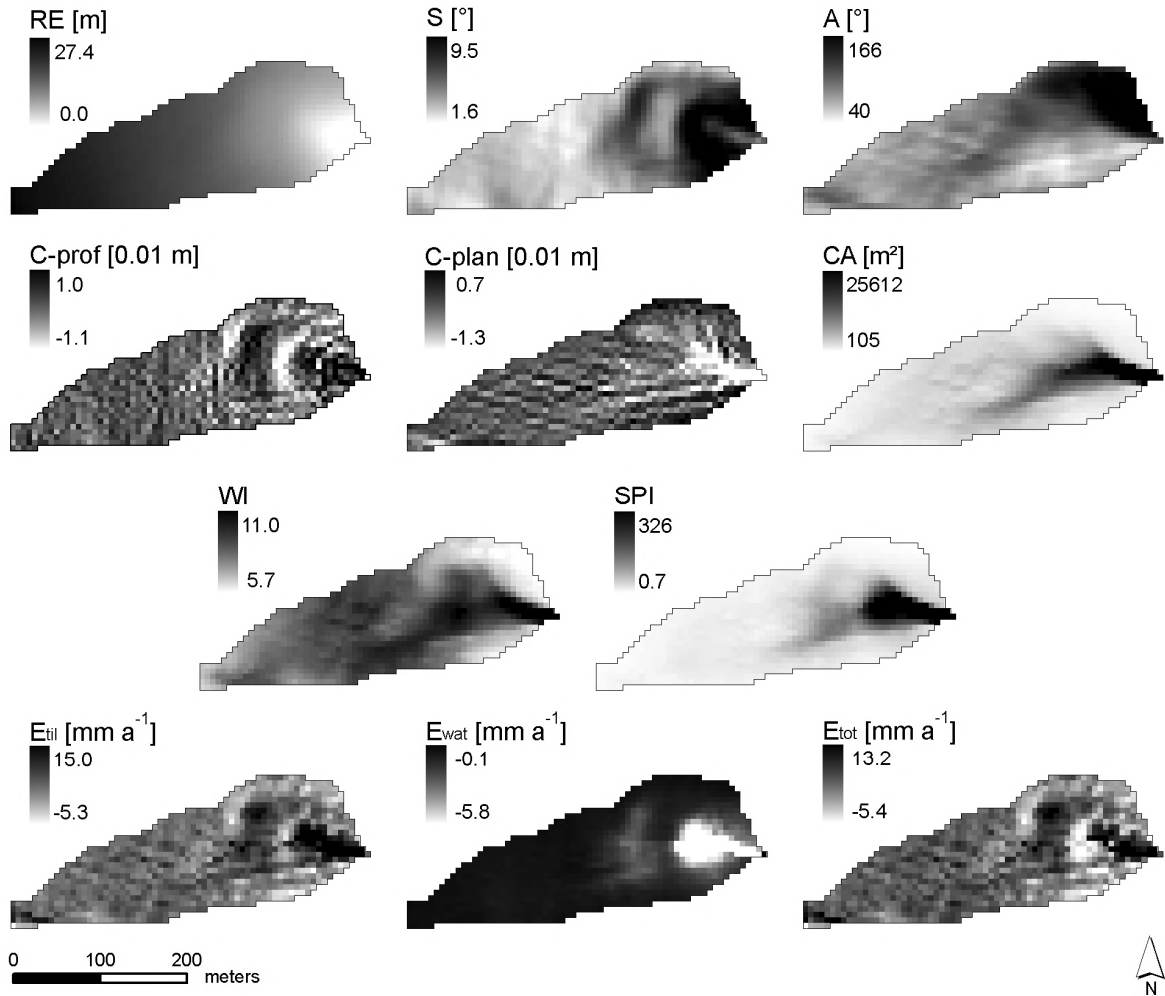 RE [m]
27.4
0.0
S [°]
9.5
1.6
A [°]
166
40
C-prof [0.01 m]
1.0
-1.1
C-plan [0.01 m]
0.7
-1.3
CA [m²]
25612
105
WI
11.0
5.7
SPI
326
0.7
Etil [mm a⁻¹]
15.0
-5.3
Ewat [mm a⁻¹]
-0.1
-5.8
Etot [mm a⁻¹]
13.2
-5.4
0 100 200
meters
N